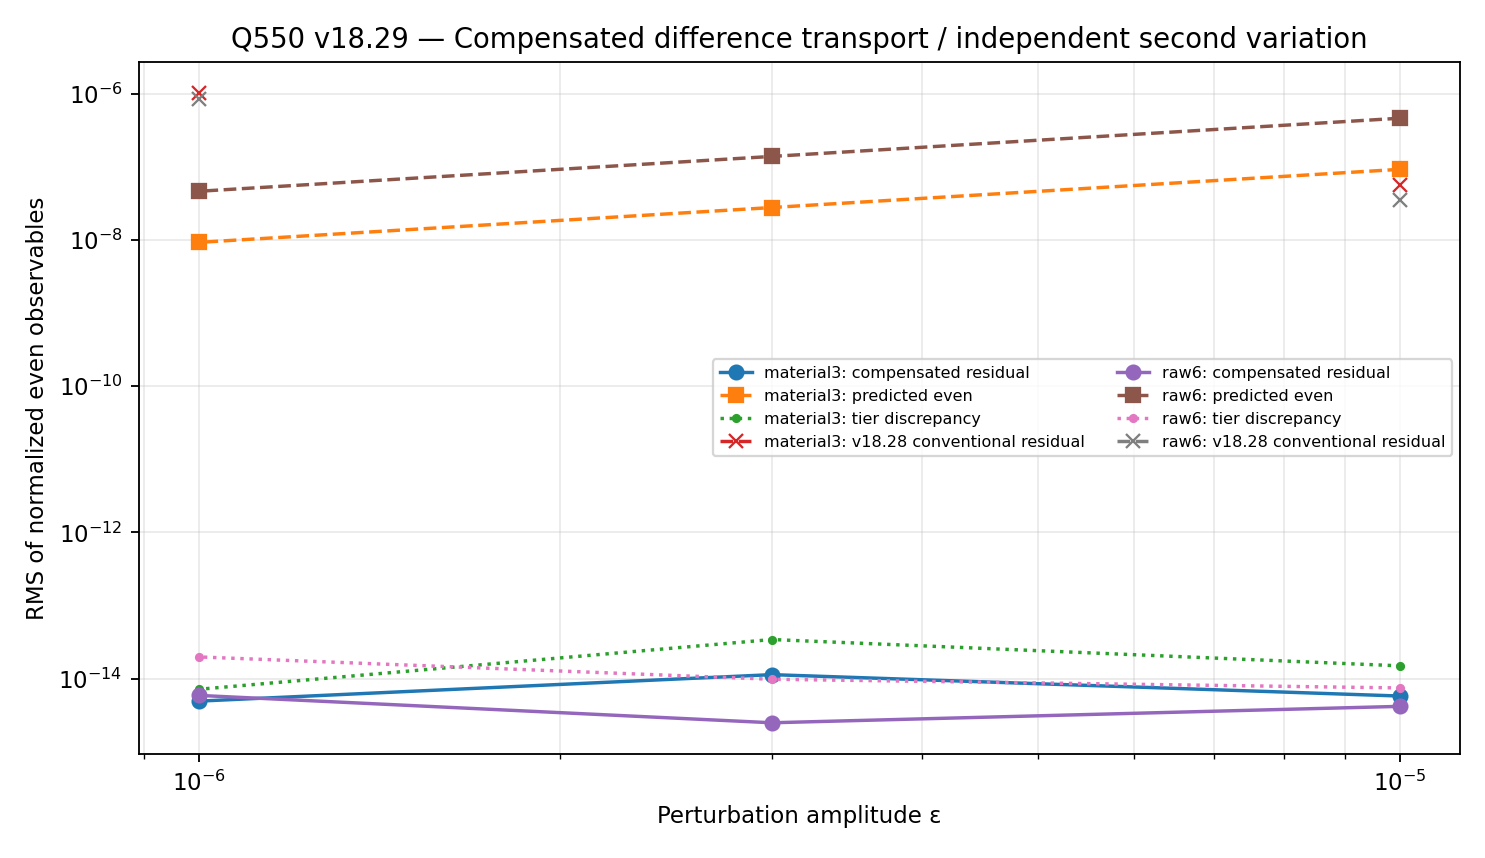 Q550 v18.29 — Compensated difference transport / independent second variation
RMS of normalized even observables
10⁻⁶
10⁻⁸
10⁻¹⁰
10⁻¹²
10⁻¹⁴
material3: compensated residual
material3: predicted even
material3: tier discrepancy
material3: v18.28 conventional residual
raw6: compensated residual
raw6: predicted even
raw6: tier discrepancy
raw6: v18.28 conventional residual
10⁻⁶
10⁻⁵
Perturbation amplitude ε